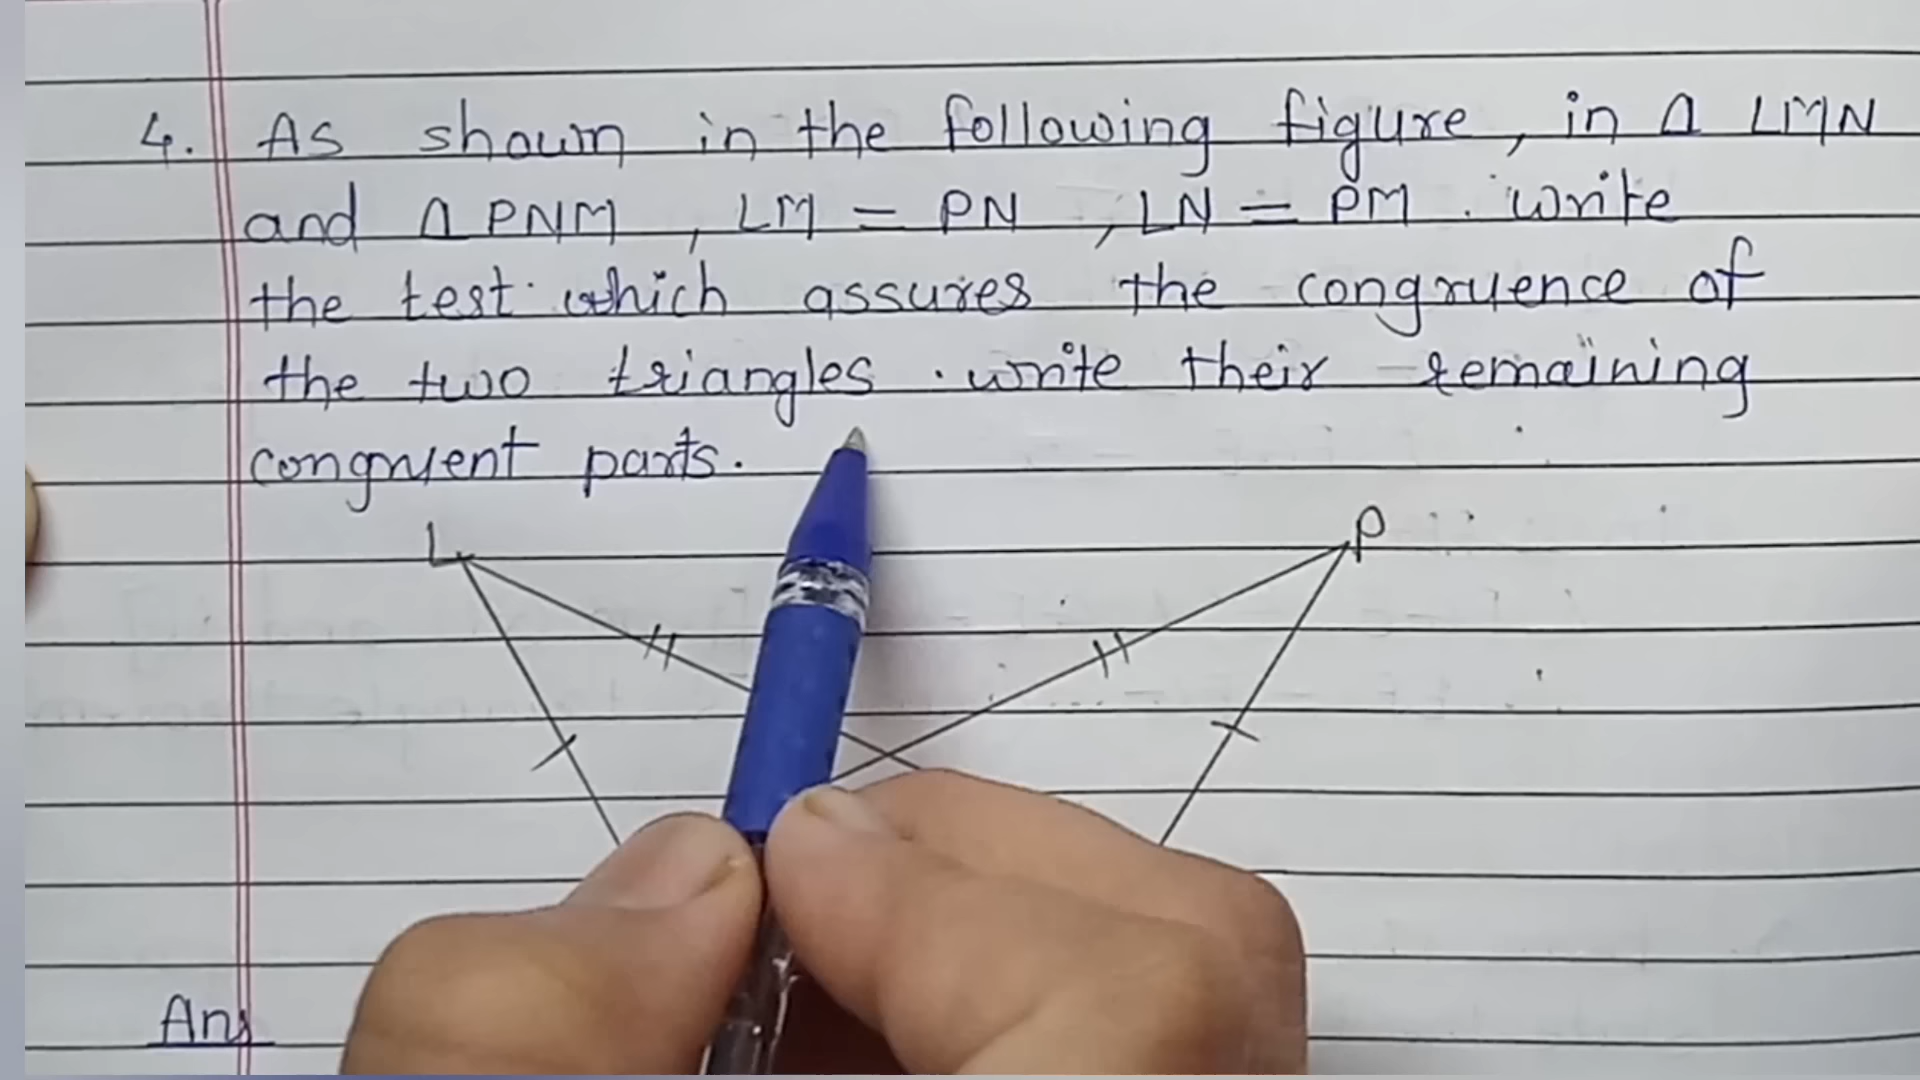 4. As shown in the following figure, in Δ LMN
and Δ PNM, LM = PN, LN = PM. write
the test which assures the congruence of
the two triangles. write their remaining
congruent parts.
L
P
Ans